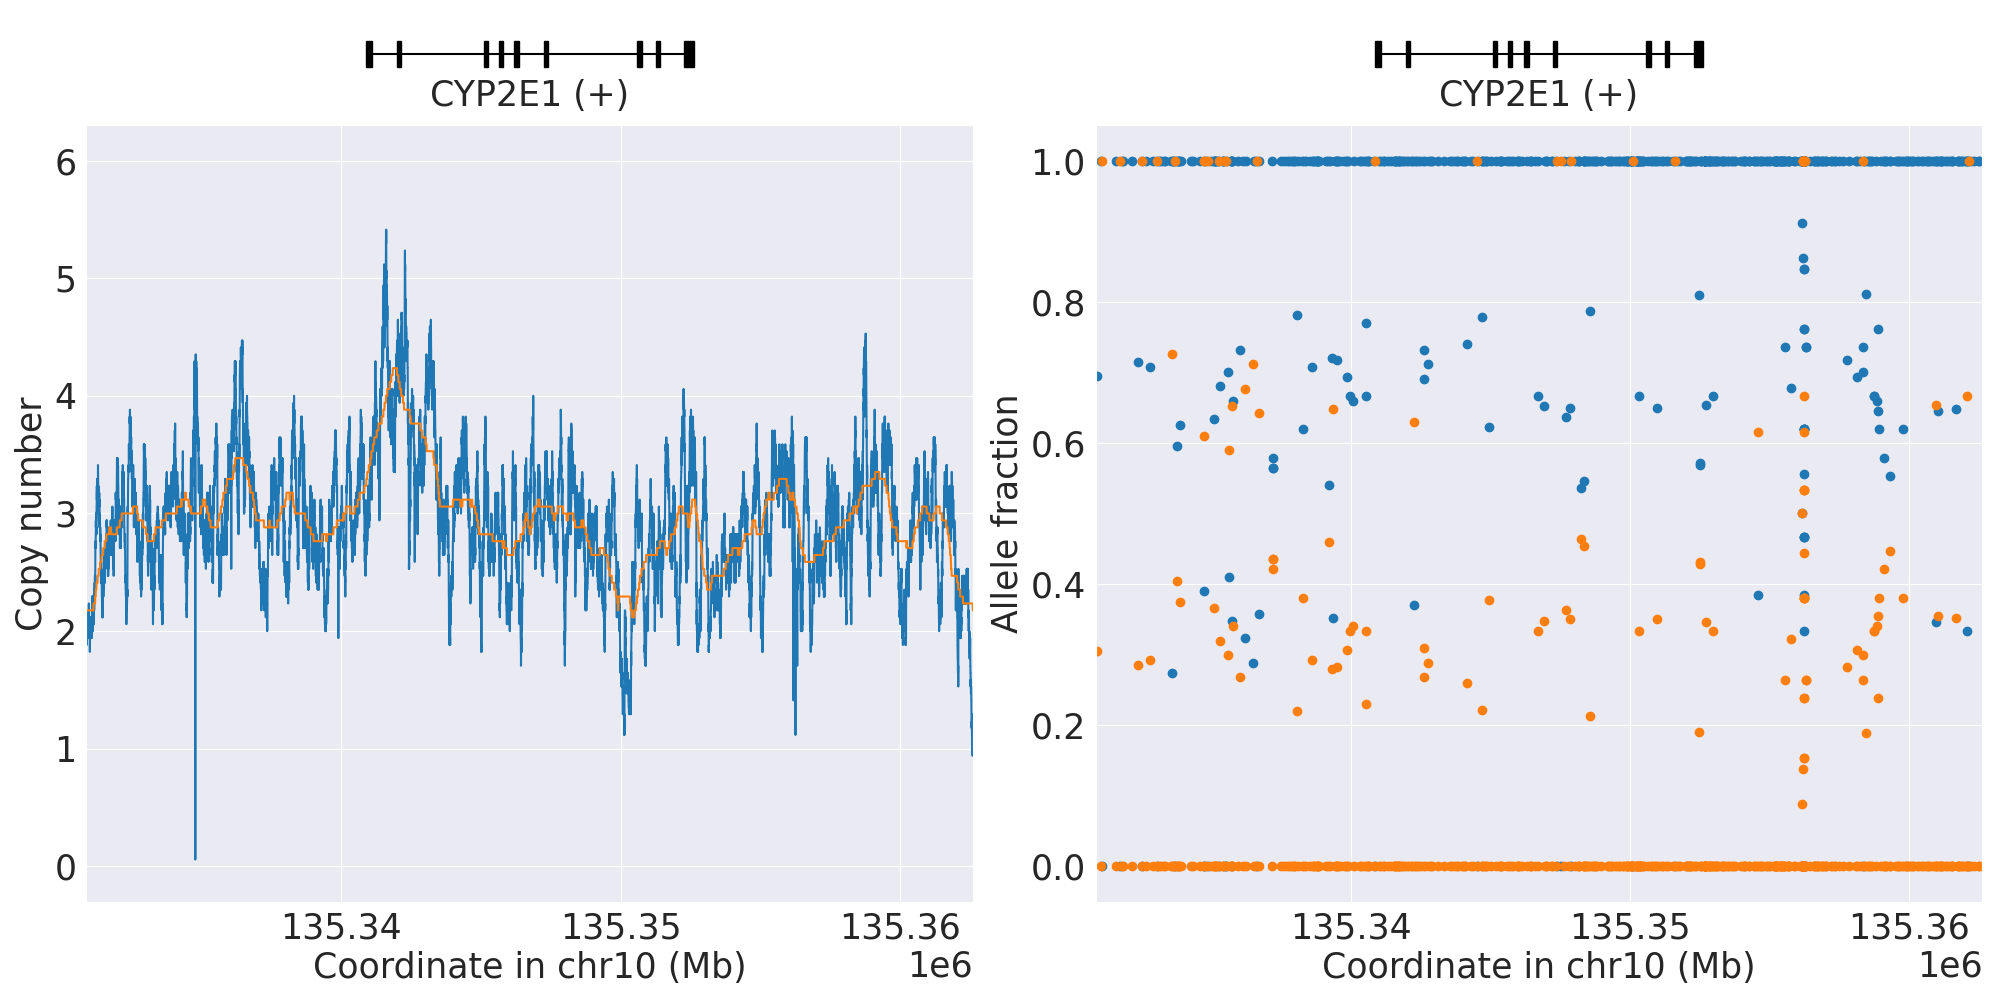 CYP2E1 (+)
6
5
4
3
2
1
0
Copy number
135.34
135.35
135.36
Coordinate in chr10 (Mb)
1e6
CYP2E1 (+)
1.0
0.8
0.6
0.4
0.2
0.0
Allele fraction
135.34
135.35
135.36
Coordinate in chr10 (Mb)
1e6